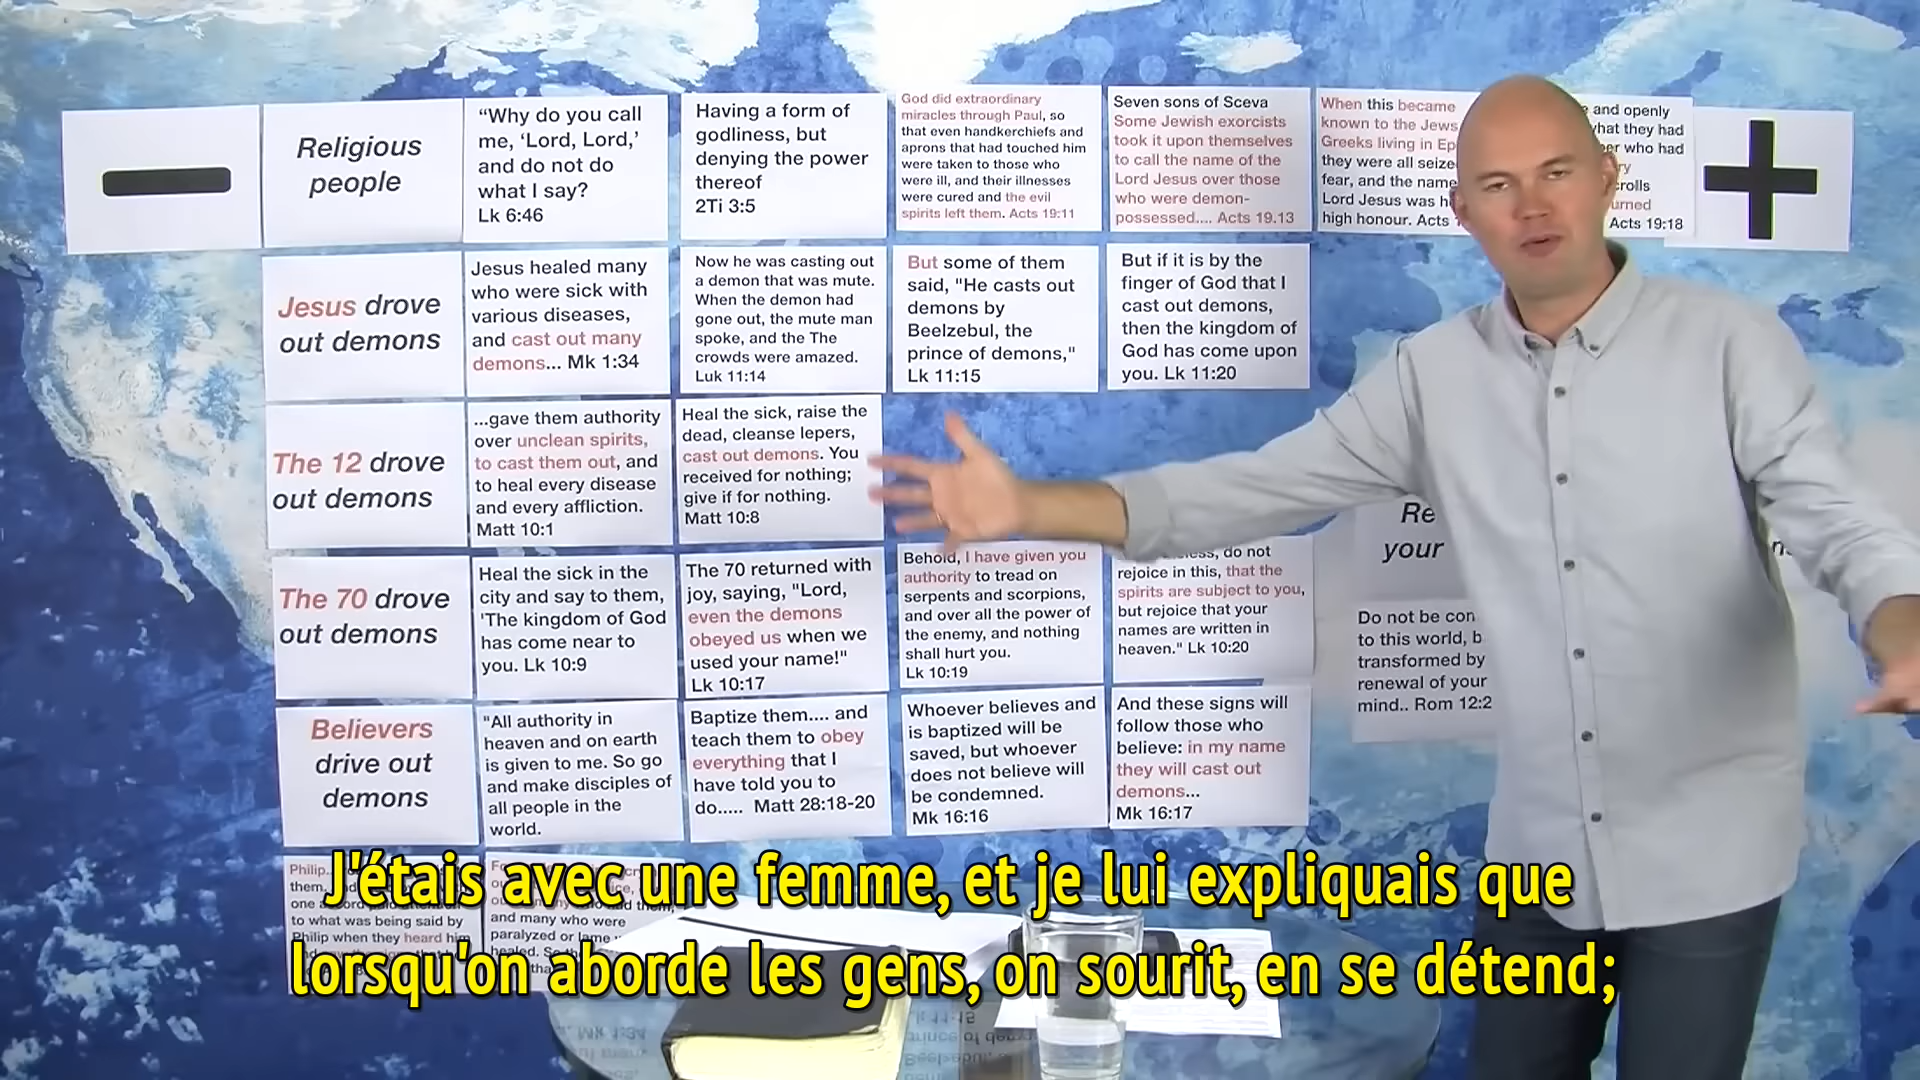 Religious
people
“Why do you call
me, ‘Lord, Lord,’
and do not do
what I say?
Lk 6:46
Having a form of
godliness, but
denying the power
thereof
2Ti 3:5
God did extraordinary
miracles through Paul, so
that even handkerchiefs and
aprons that had touched him
were taken to those who
were ill, and their illnesses
were cured and the evil
spirits left them. Acts 19:11
Seven sons of Sceva
Some Jewish exorcists
took it upon themselves
to call the name of the
Lord Jesus over those
who were demon-
possessed.... Acts 19.13
When this became
known to the Jews
Greeks living in Ep
they were all seize
fear, and the name
Lord Jesus was h
high honour. Acts
and openly
what they had
who had
scrolls
urned
Acts 19:18
Jesus drove
out demons
Jesus healed many
who were sick with
various diseases,
and cast out many
demons... Mk 1:34
Now he was casting out
a demon that was mute.
When the demon had
gone out, the mute man
spoke, and the The
crowds were amazed.
Luk 11:14
But some of them
said, "He casts out
demons by
Beelzebul, the
prince of demons,"
Lk 11:15
But if it is by the
finger of God that I
cast out demons,
then the kingdom of
God has come upon
you. Lk 11:20
The 12 drove
out demons
...gave them authority
over unclean spirits,
to cast them out, and
to heal every disease
and every affliction.
Matt 10:1
Heal the sick, raise the
dead, cleanse lepers,
cast out demons. You
received for nothing;
give if for nothing.
Matt 10:8
The 70 drove
out demons
Heal the sick in the
city and say to them,
'The kingdom of God
has come near to
you. Lk 10:9
The 70 returned with
joy, saying, "Lord,
even the demons
obeyed us when we
used your name!"
Lk 10:17
Behold, I have given you
authority to tread on
serpents and scorpions,
and over all the power of
the enemy, and nothing
shall hurt you.
Lk 10:19
do not
rejoice in this, that the
spirits are subject to you,
but rejoice that your
names are written in
heaven." Lk 10:20
Re
your
Do not be con
to this world, b
transformed by
renewal of your
mind.. Rom 12:2
Believers
drive out
demons
"All authority in
heaven and on earth
is given to me. So go
and make disciples of
all people in the
world.
Baptize them.... and
teach them to obey
everything that I
have told you to
do..... Matt 28:18-20
Whoever believes and
is baptized will be
saved, but whoever
does not believe will
be condemned.
Mk 16:16
And these signs will
follow those who
believe: in my name
they will cast out
demons...
Mk 16:17
Philip
them
one
to what was being said by
Philip when they heard him
and many who were
paralyzed or lame
healed.
J'étais avec une femme, et je lui expliquais que
lorsqu'on aborde les gens, on sourit, en se détend;